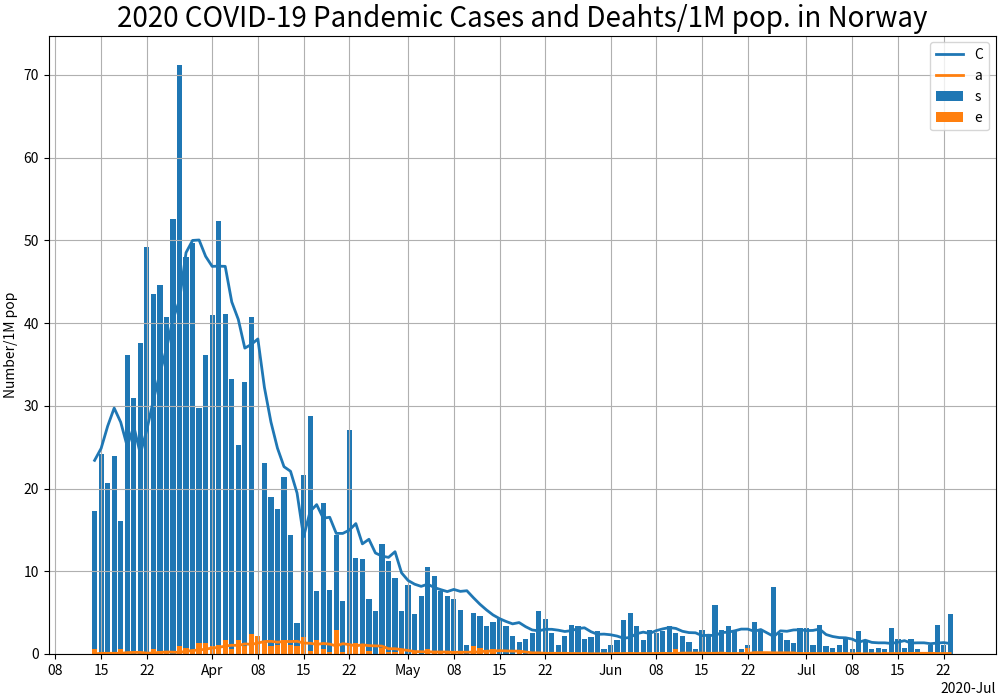 2020 COVID-19 Pandemic Cases and Deahts/1M pop. in Norway
C
a
s
e
Number/1M pop
70
60
50
40
30
20
10
0
08 15 22 Apr 08 15 22 May 08 15 22 Jun 08 15 22 Jul 08 15 22
2020-Jul